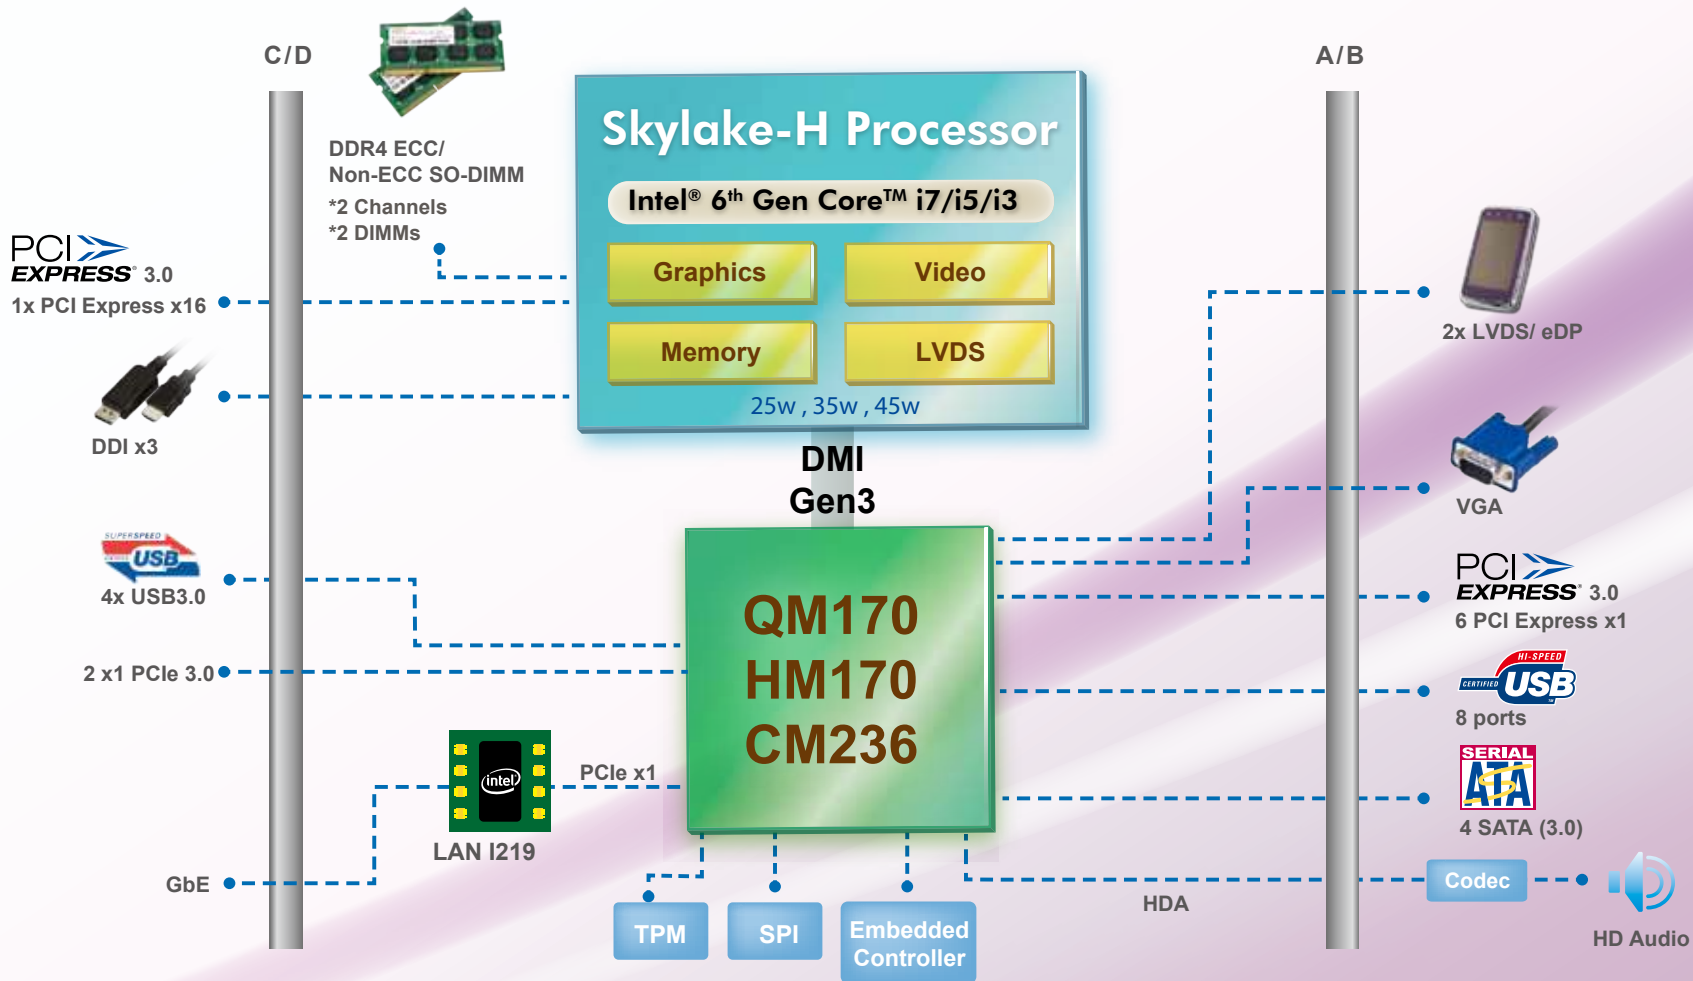 C/D
A/B
DDR4 ECC/
Non-ECC SO-DIMM
*2 Channels
*2 DIMMs
PCI
EXPRESS® 3.0
1x PCI Express x16
DDI x3
SUPERSPEED
USB
4x USB3.0
2 x1 PCIe 3.0
GbE
intel
LAN I219
PCIe x1
Skylake-H Processor
Intel® 6th Gen Core™ i7/i5/i3
Graphics
Video
Memory
LVDS
25w , 35w , 45w
DMI
Gen3
QM170
HM170
CM236
TPM
SPI
Embedded
Controller
HDA
2x LVDS/ eDP
VGA
PCI
EXPRESS® 3.0
6 PCI Express x1
HI-SPEED
CERTIFIED USB
8 ports
SERIAL
ATA
4 SATA (3.0)
Codec
HD Audio